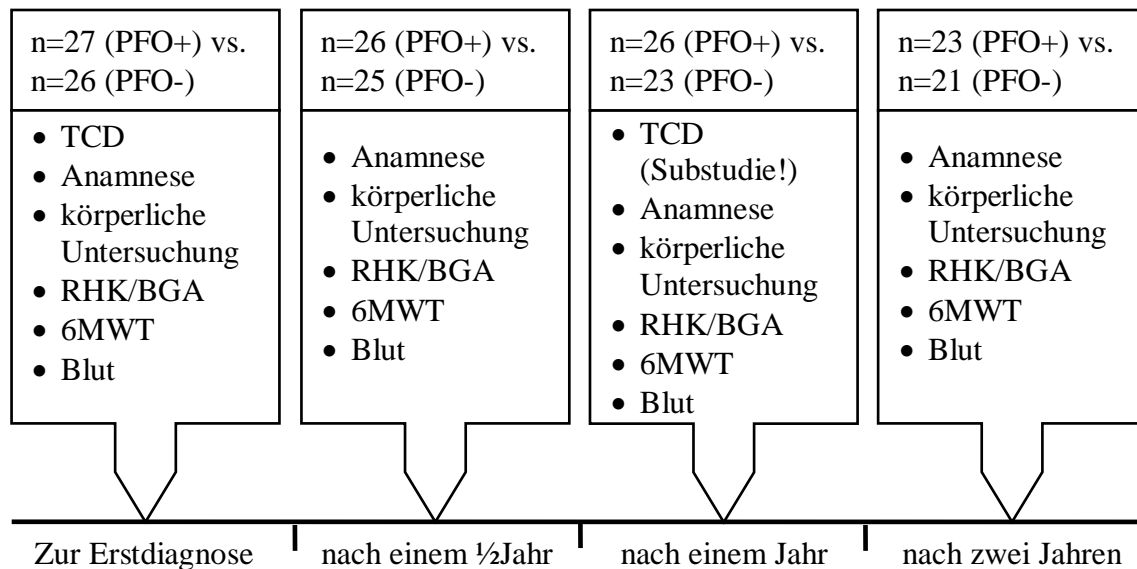 n=27 (PFO+) vs.
n=26 (PFO-)
• TCD
• Anamnese
• körperliche
Untersuchung
• RHK/BGA
• 6MWT
• Blut
n=26 (PFO+) vs.
n=25 (PFO-)
• Anamnese
• körperliche
Untersuchung
• RHK/BGA
• 6MWT
• Blut
n=26 (PFO+) vs.
n=23 (PFO-)
• TCD
(Substudie!)
• Anamnese
• körperliche
Untersuchung
• RHK/BGA
• 6MWT
• Blut
n=23 (PFO+) vs.
n=21 (PFO-)
• Anamnese
• körperliche
Untersuchung
• RHK/BGA
• 6MWT
• Blut
Zur Erstdiagnose
nach einem ½Jahr
nach einem Jahr
nach zwei Jahren